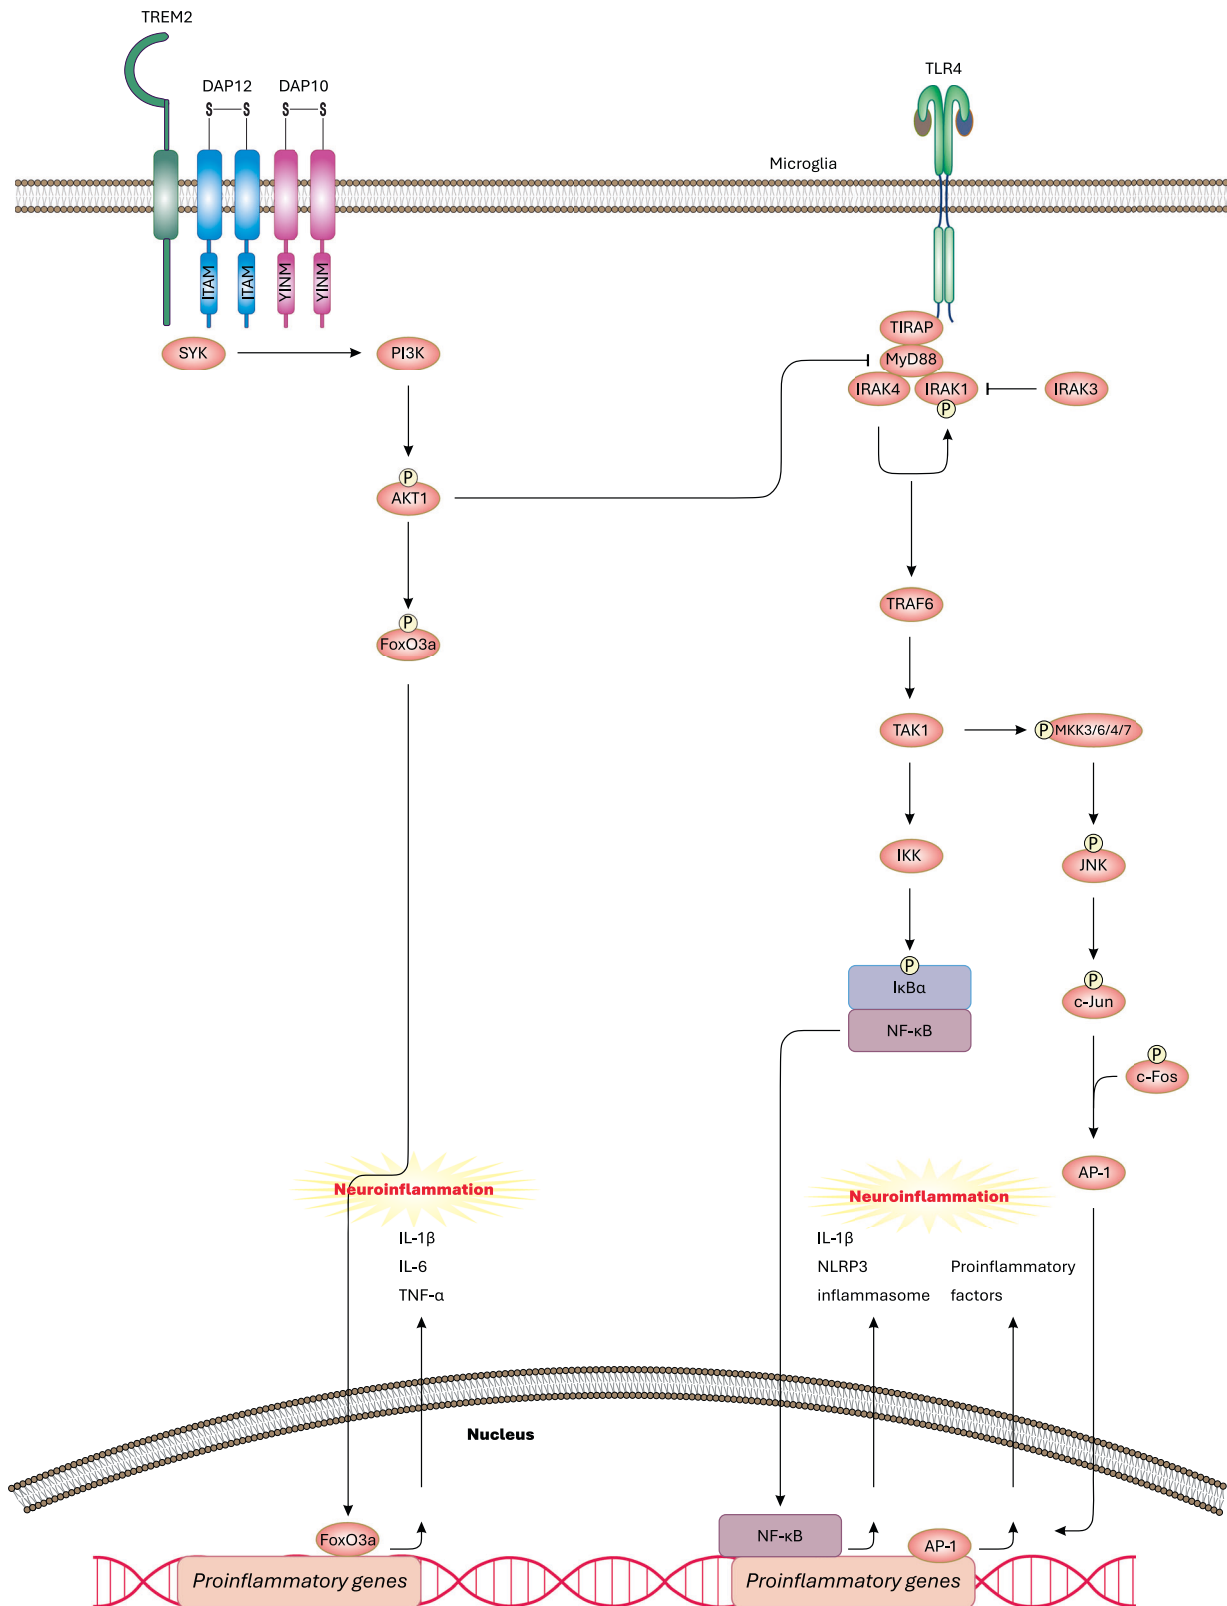 TREM2
DAP12
DAP10
S S
S S
TLR4
Microglia
ITAM
ITAM
YINM
YINM
TIRAP
SYK
PI3K
MyD88
IRAK4
IRAK1
IRAK3
P
P
AKT1
TRAF6
P
FoxO3a
TAK1
P
MKK3/6/4/7
IKK
P
JNK
P
IκBα
P
c-Jun
NF-κB
P
c-Fos
AP-1
Neuroinflammation
Neuroinflammation
IL-1β
IL-6
TNF-α
IL-1β
NLRP3
inflammasome
Proinflammatory
factors
Nucleus
FoxO3a
NF-κB
AP-1
Proinflammatory genes
Proinflammatory genes